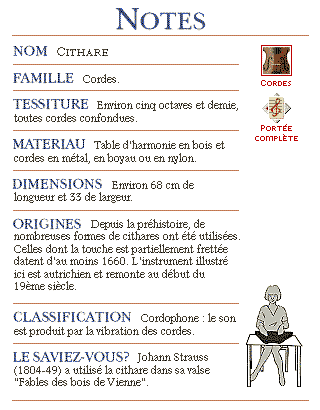 NOTES
NOM Cithare
FAMILLE Cordes.
TESSITURE Environ cinq octaves et demie,
toutes cordes confondues.
MATERIAU Table d'harmonie en bois et
cordes en métal, en boyau ou en nylon.
DIMENSIONS Environ 68 cm de
longueur et 33 de largeur.
ORIGINES Depuis la préhistoire, de
nombreuses formes de cithares ont été utilisées.
Celles dont la touche est partiellement frettée
datent d'au moins 1660. L'instrument illustré
ici est autrichien et remonte au début du
19ème siècle.
CLASSIFICATION Cordophone : le son
est produit par la vibration des cordes.
LE SAVIEZ-VOUS? Johann Strauss
(1804-49) a utilisé la cithare dans sa valse
"Fables des bois de Vienne".
CORDES
PORTÉE
COMPLÈTE